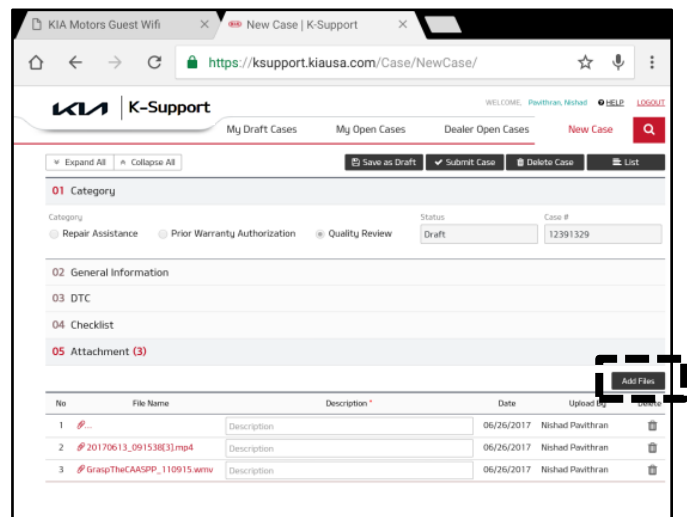 KIA Motors Guest Wifi
New Case | K-Support
https://ksupport.kiausa.com/Case/NewCase/
KIA K-Support
WELCOME, Pavithran, Nishad HELP LOGOUT
My Draft Cases My Open Cases Dealer Open Cases New Case
Expand All Collapse All Save as Draft Submit Case Delete Case List
01 Category
Category Status Case #
Repair Assistance Prior Warranty Authorization Quality Review Draft 12391329
02 General Information
03 DTC
04 Checklist
05 Attachment (3)
Add Files
No File Name Description * Date Upload By Delete
1 ... Description 06/26/2017 Nishad Pavithran
2 20170613_091538[3].mp4 Description 06/26/2017 Nishad Pavithran
3 GraspTheCAASPP_110915.wmv Description 06/26/2017 Nishad Pavithran